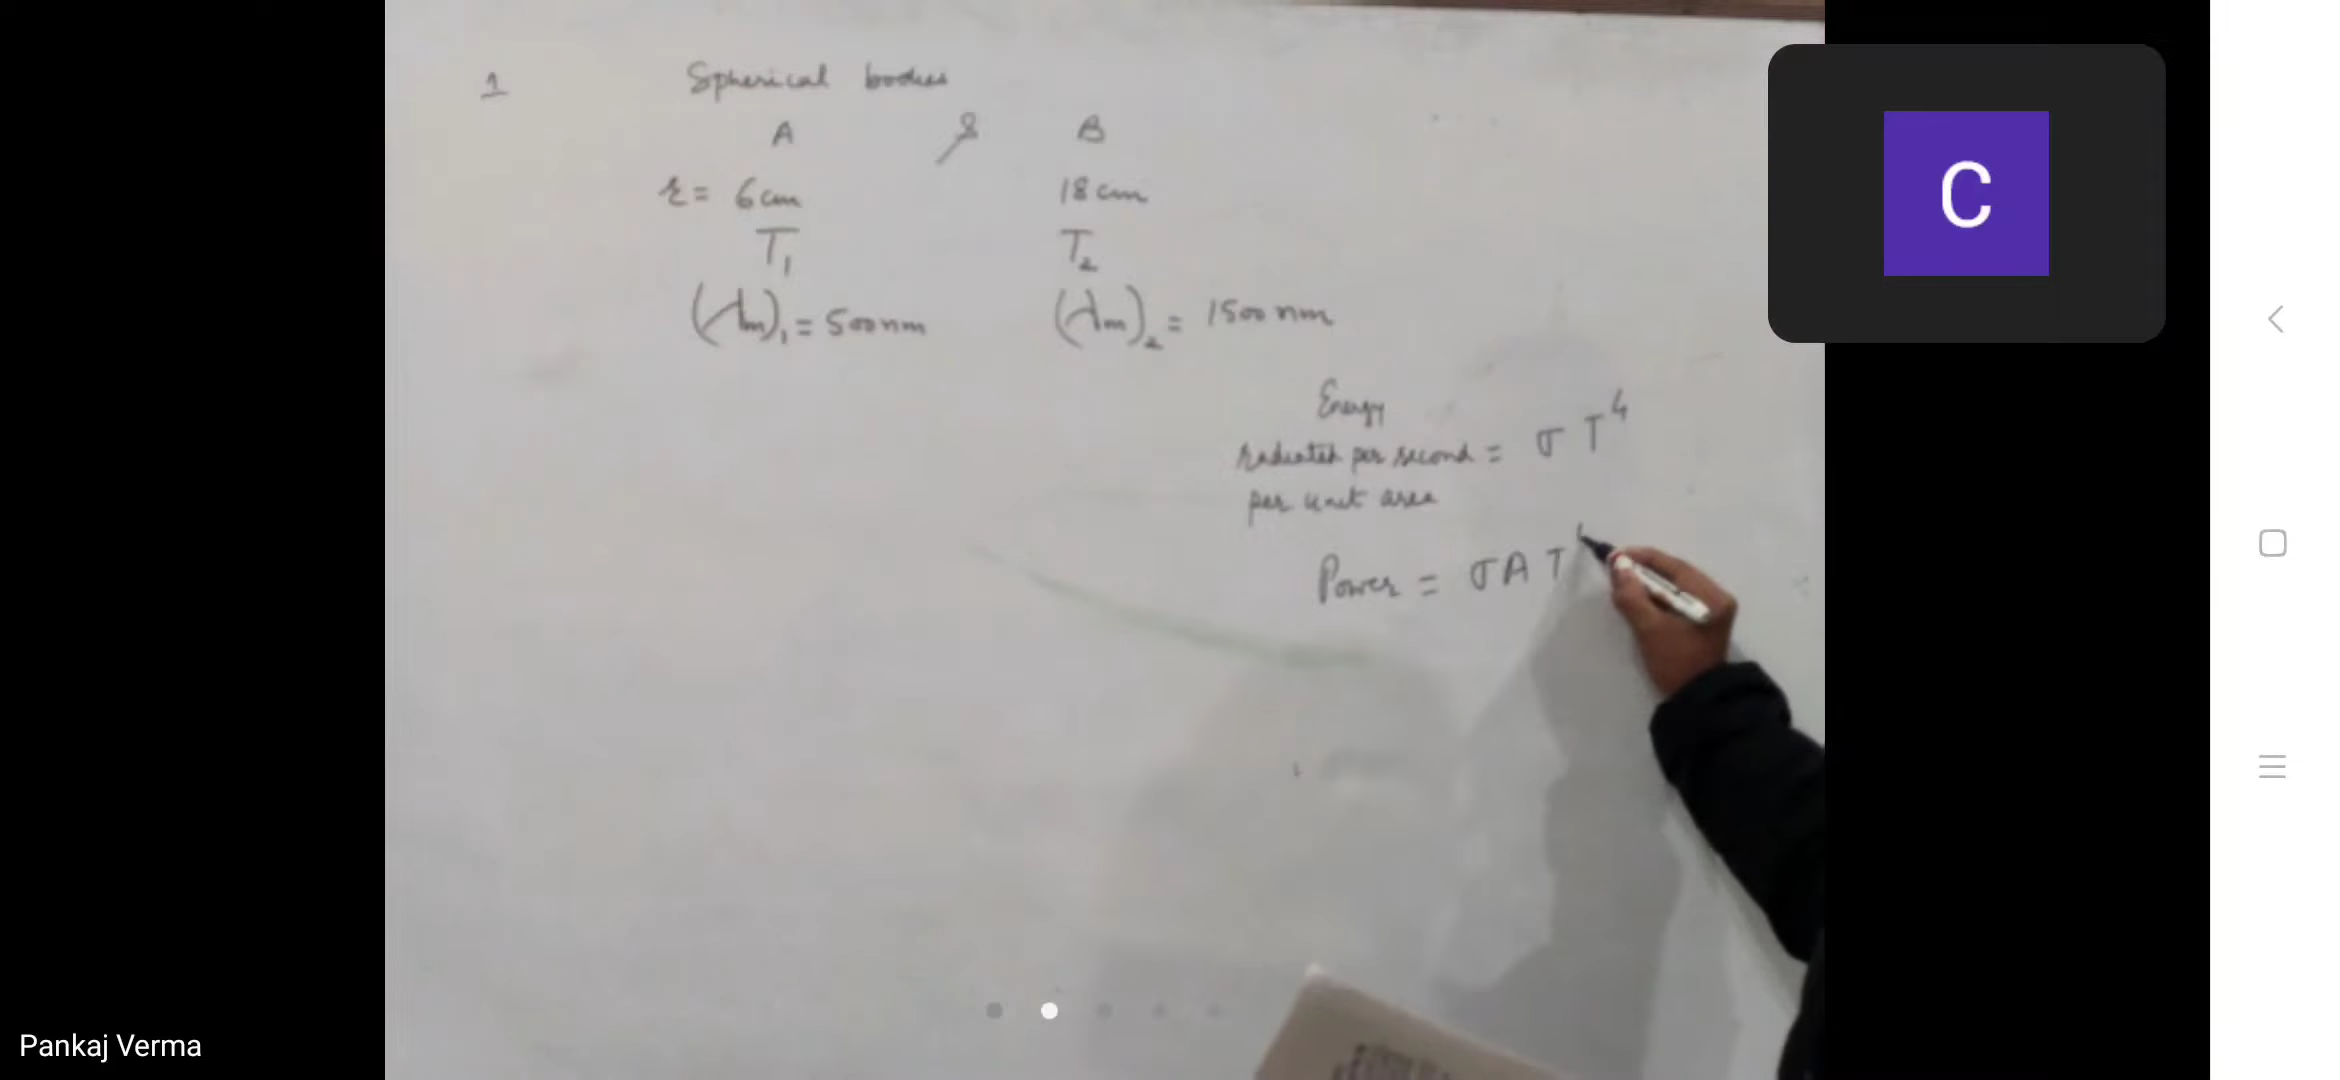 1 Spherical bodies
A & B
r = 6cm 18 cm
T₁ T₂
(λm)₁ = 500nm (λm)₂ = 1500 nm
Energy
radiated per second = σ T⁴
per unit area
Power = σ A T
C
Pankaj Verma